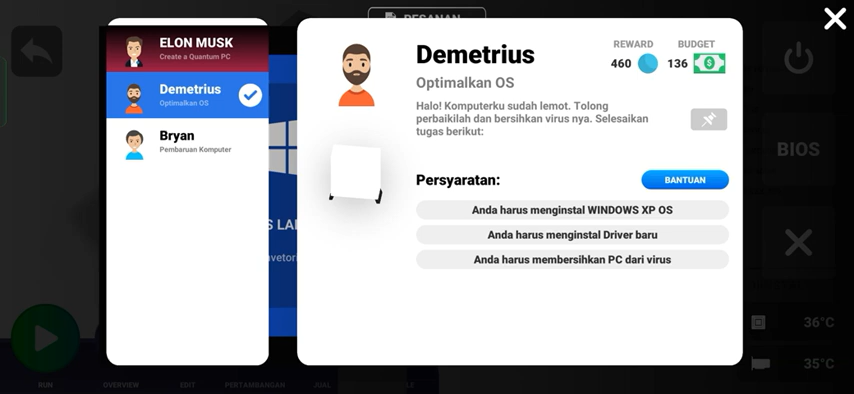 PESANAN
ELON MUSK
Create a Quantum PC
Demetrius
Optimalkan OS
Bryan
Pembaruan Komputer
Demetrius
Optimalkan OS
REWARD
BUDGET
460
136
Halo! Komputerku sudah lemot. Tolong
perbaikilah dan bersihkan virus nya. Selesaikan
tugas berikut:
Persyaratan:
BANTUAN
Anda harus menginstal WINDOWS XP OS
Anda harus menginstal Driver baru
Anda harus membersihkan PC dari virus
BIOS
36°C
35°C
RUN
OVERVIEW
EDIT
PERTAMBANGAN
JUAL